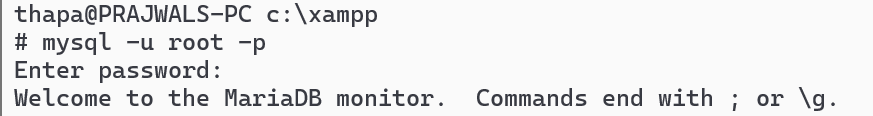 thapa@PRAJWALS-PC c:\xampp
# mysql -u root -p
Enter password:
Welcome to the MariaDB monitor.  Commands end with ; or \g.